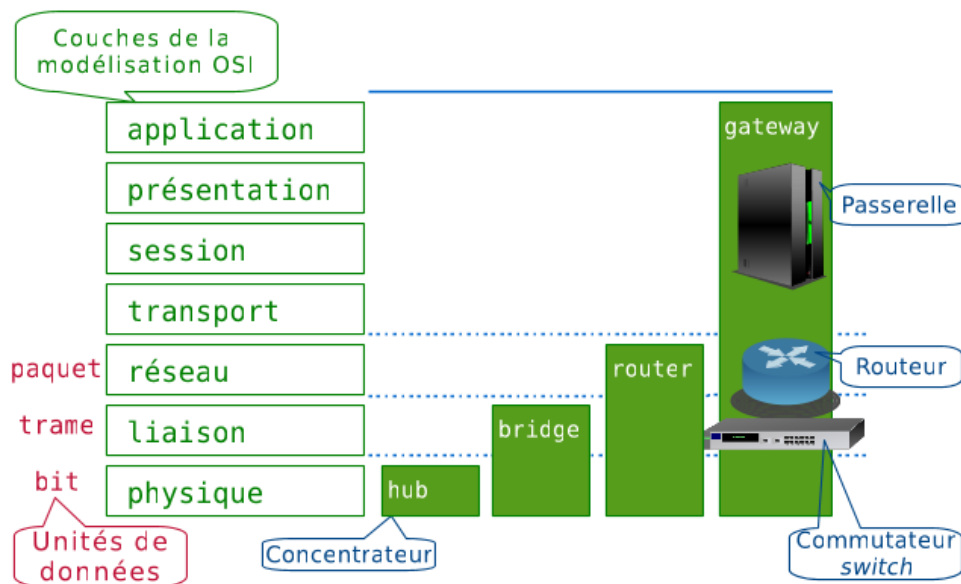 Couches de la
modélisation OSI
application
gateway
présentation
Passerelle
session
transport
paquet
réseau
router
Routeur
trame
liaison
bridge
bit
physique
hub
Unités de
données
Concentrateur
Commutateur
switch